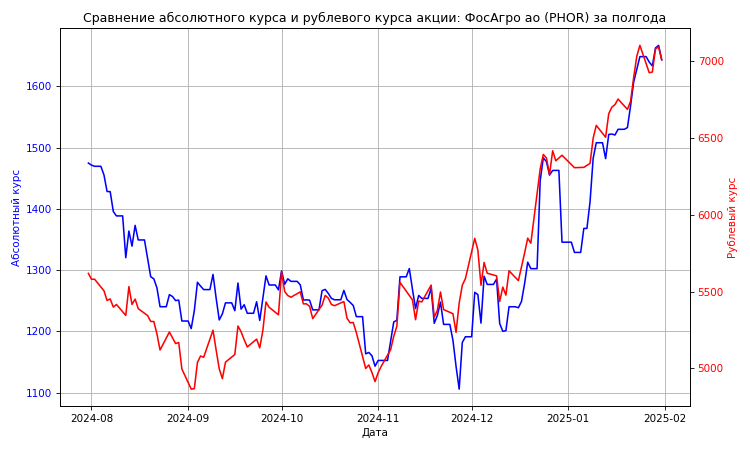 Сравнение абсолютного курса и рублевого курса акции: ФосАгро ао (PHOR) за полгода
Абсолютный курс
1600
1500
1400
1300
1200
1100
7000
6500
6000
5500
5000
Рублевый курс
2024-08 2024-09 2024-10 2024-11 2024-12 2025-01 2025-02
Дата